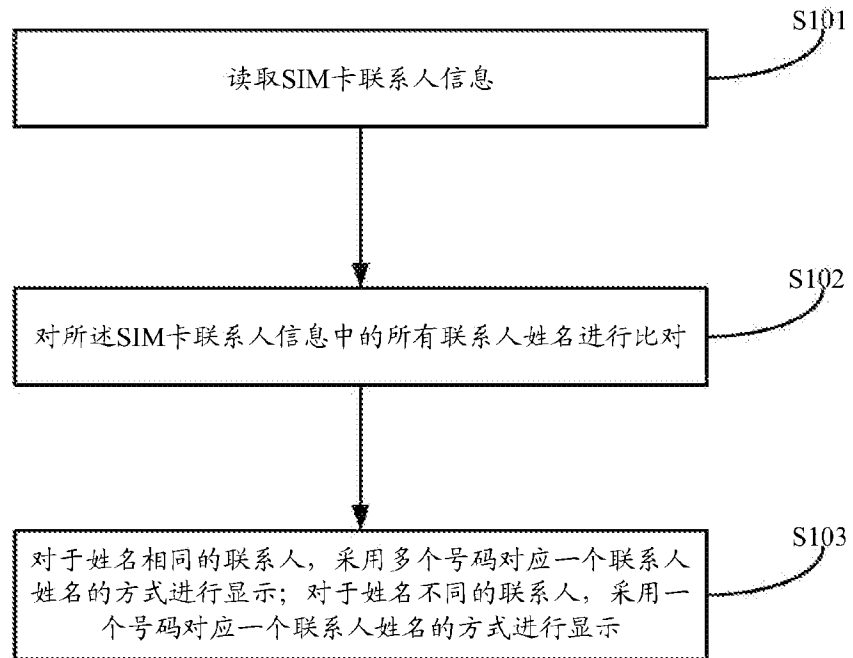 S101
读取SIM卡联系人信息
S102
对所述SIM卡联系人信息中的所有联系人姓名进行比对
S103
对于姓名相同的联系人，采用多个号码对应一个联系人
姓名的方式进行显示；对于姓名不同的联系人，采用一
个号码对应一个联系人姓名的方式进行显示